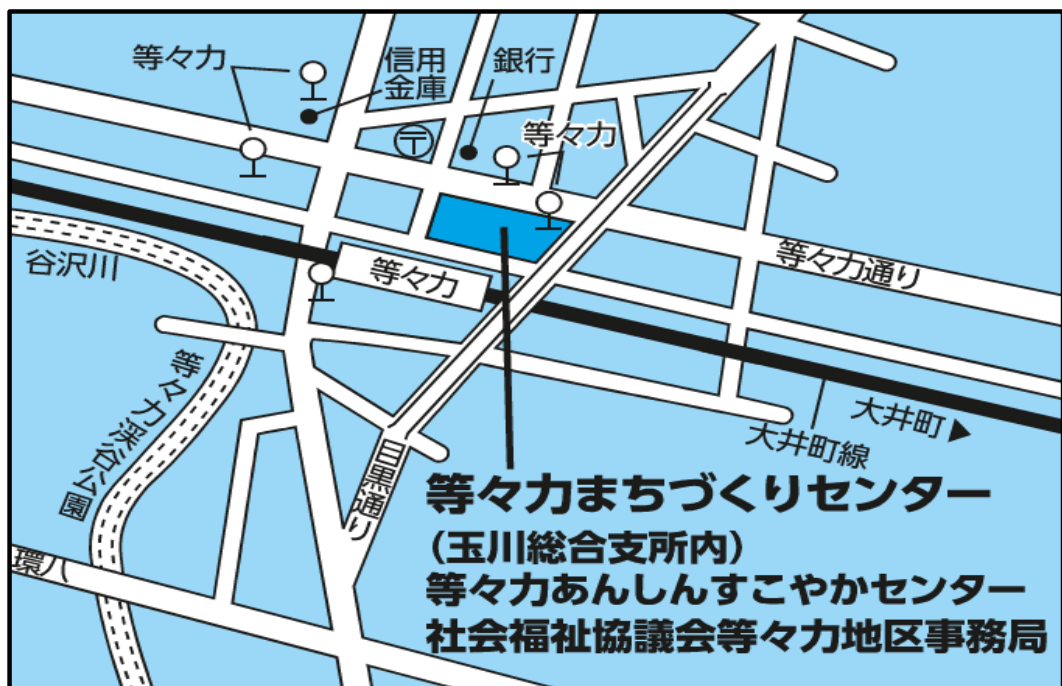 等々力
信用
金庫
銀行
〒
等々力
等々力
谷沢川
等々力通り
等々力渓谷公園
大井町 ▶
大井町線
目黒通り
環八
等々力まちづくりセンター
(玉川総合支所内)
等々力あんしんすこやかセンター
社会福祉協議会等々力地区事務局